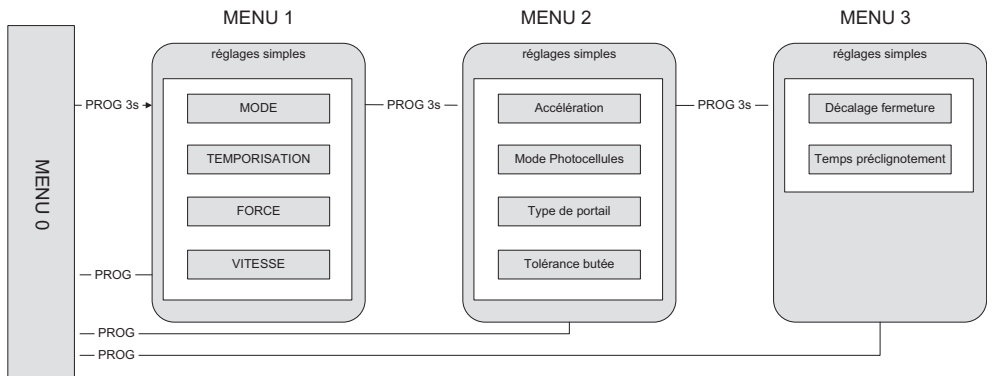 MENU 1
MENU 2
MENU 3
réglages simples
réglages simples
réglages simples
MENU 0
PROG 3s
MODE
TEMPORISATION
FORCE
VITESSE
PROG 3s
Accélération
Mode Photocellules
Type de portail
Tolérance butée
PROG 3s
Décalage fermeture
Temps préclignotement
PROG
PROG
PROG